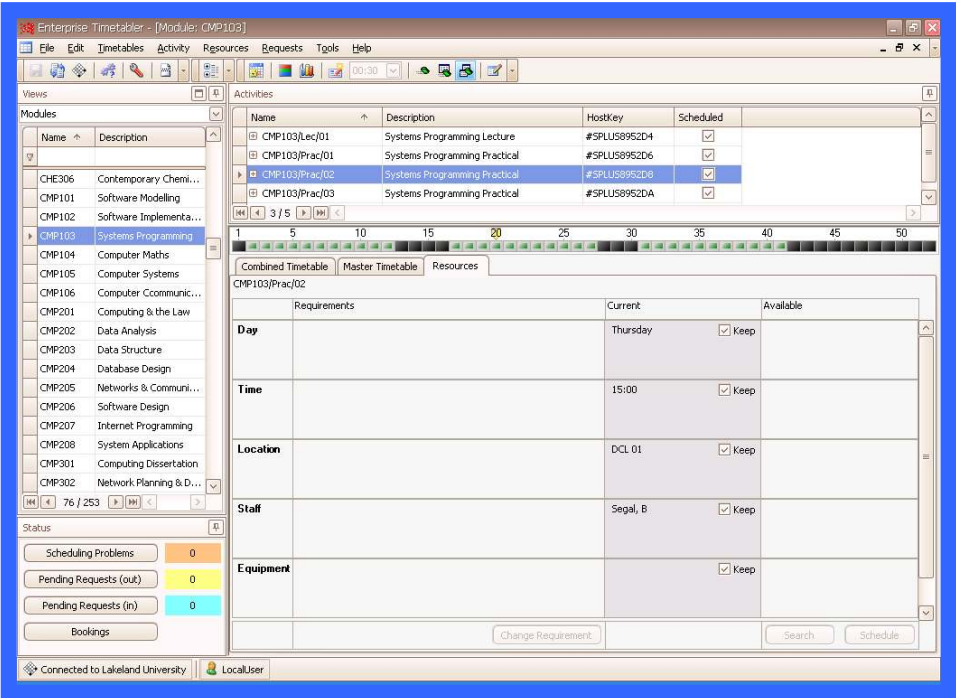 Enterprise Timetabler - [Module: CMP103]
File Edit Timetables Activity Resources Requests Tools Help
00:30
Views
Activities
Modules
Name Description
CHE306 Contemporary Chemi...
CMP101 Software Modelling
CMP102 Software Implementa...
CMP103 Systems Programming
CMP104 Computer Maths
CMP105 Computer Systems
CMP106 Computer Ccommunic...
CMP201 Computing & the Law
CMP202 Data Analysis
CMP203 Data Structure
CMP204 Database Design
CMP205 Networks & Communi...
CMP206 Software Design
CMP207 Internet Programming
CMP208 System Applications
CMP301 Computing Dissertation
CMP302 Network Planning & D...
76 / 253
Status
Scheduling Problems 0
Pending Requests (out) 0
Pending Requests (in) 0
Bookings
Name Description HostKey Scheduled
CMP103/Lec/01 Systems Programming Lecture #SPLUS8952D4
CMP103/Prac/01 Systems Programming Practical #SPLUS8952D6
CMP103/Prac/02 Systems Programming Practical #SPLUS8952D8
CMP103/Prac/03 Systems Programming Practical #SPLUS8952DA
3 / 5
1 5 10 15 20 25 30 35 40 45 50
Combined Timetable Master Timetable Resources
CMP103/Prac/02
Requirements Current Available
Day Thursday Keep
Time 15:00 Keep
Location DCL 01 Keep
Staff Segal, B Keep
Equipment Keep
Change Requirement Search Schedule
Connected to Lakeland University LocalUser